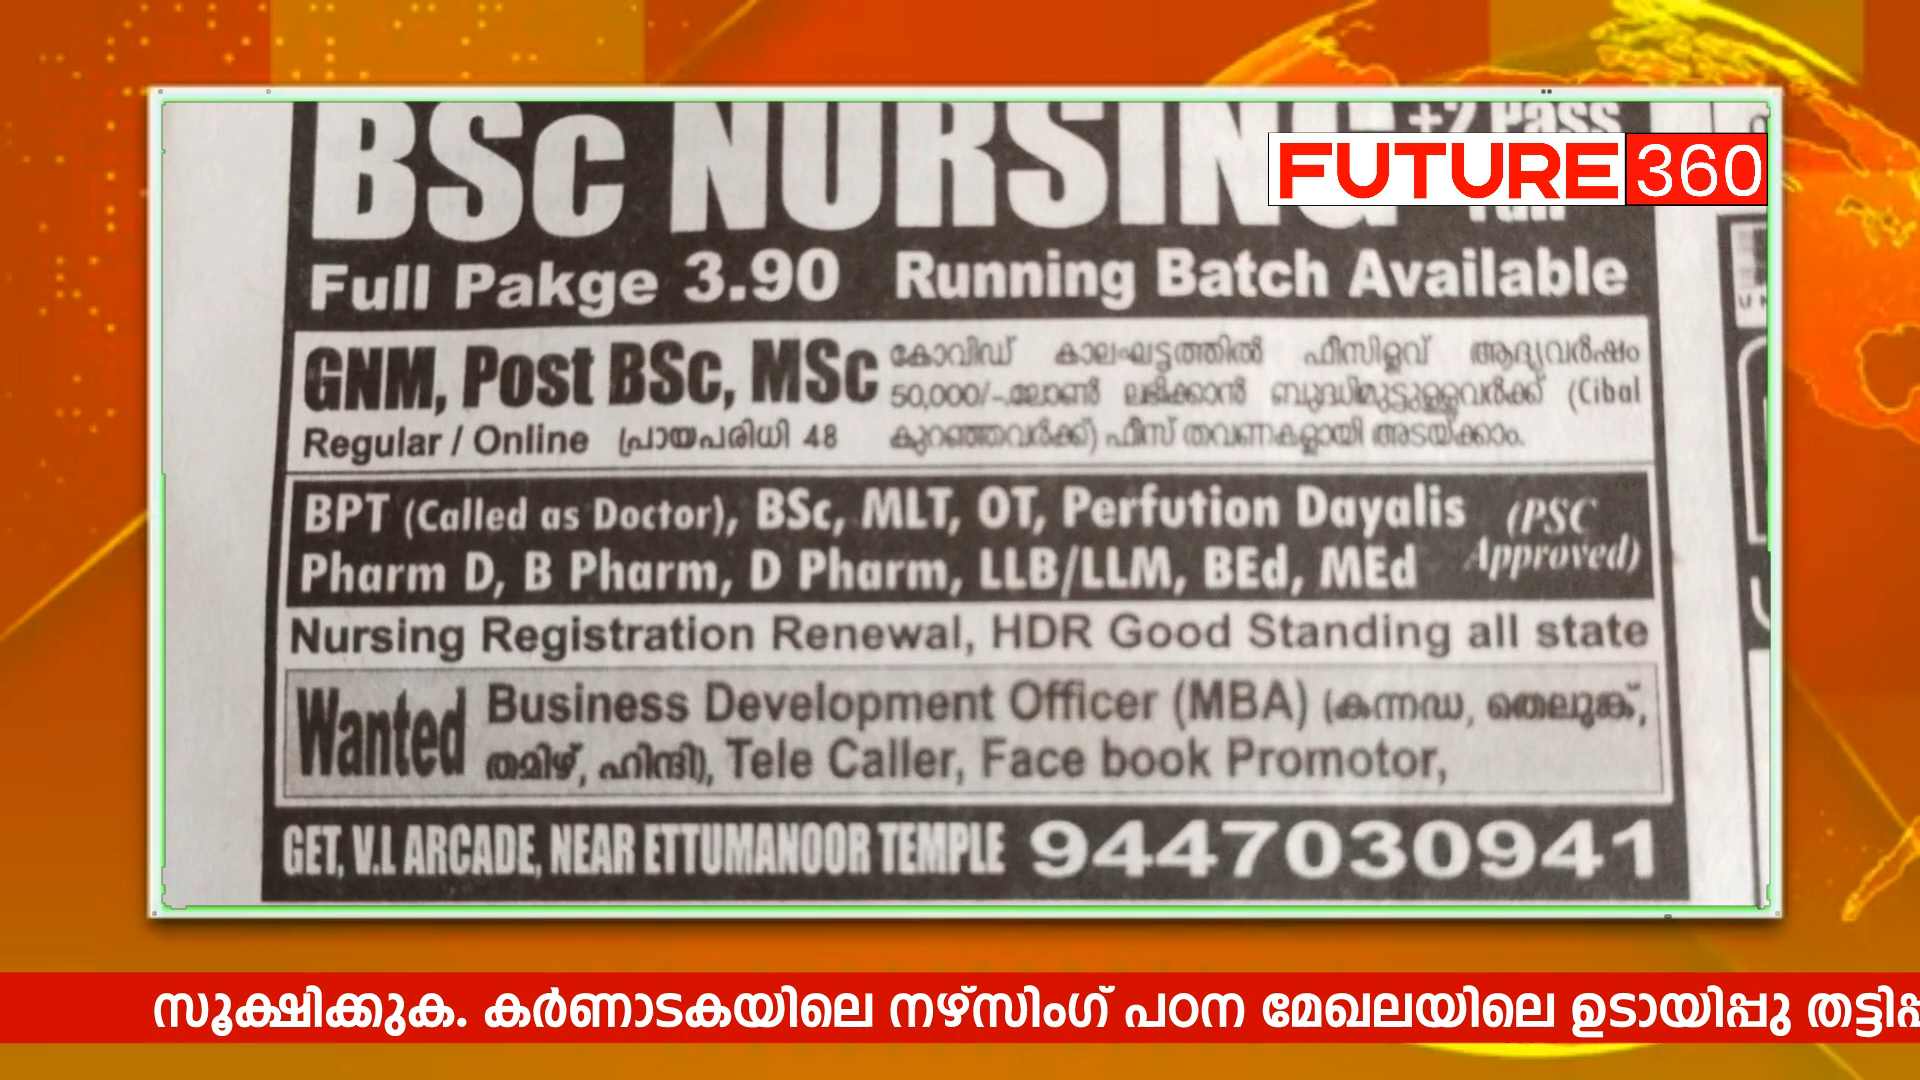 BSc NURSING +2 Pass
FUTURE 360
Full Pakge 3.90 Running Batch Available
GNM, Post BSc, MSc
Regular / Online പ്രായപരിധി 48
കോവിഡ് കാലഘട്ടത്തിൽ ഫീസിളവ് ആദ്യവർഷം
50,000/-.ലോൺ ലഭിക്കാൻ ബുദ്ധിമുട്ടുള്ളവർക്ക് (Cibal
കുറഞ്ഞവർക്ക്) ഫീസ് തവണകളായി അടയ്ക്കാം.
BPT (Called as Doctor), BSc, MLT, OT, Perfution Dayalis
Pharm D, B Pharm, D Pharm, LLB/LLM, BEd, MEd
(PSC
Approved)
Nursing Registration Renewal, HDR Good Standing all state
Wanted Business Development Officer (MBA) (കന്നഡ, തെലുങ്ക്,
തമിഴ്, ഹിന്ദി), Tele Caller, Face book Promotor,
GET, V.L ARCADE, NEAR ETTUMANOOR TEMPLE 9447030941
സൂക്ഷിക്കുക. കർണാടകയിലെ നഴ്സിംഗ് പഠന മേഖലയിലെ ഉടായിപ്പു